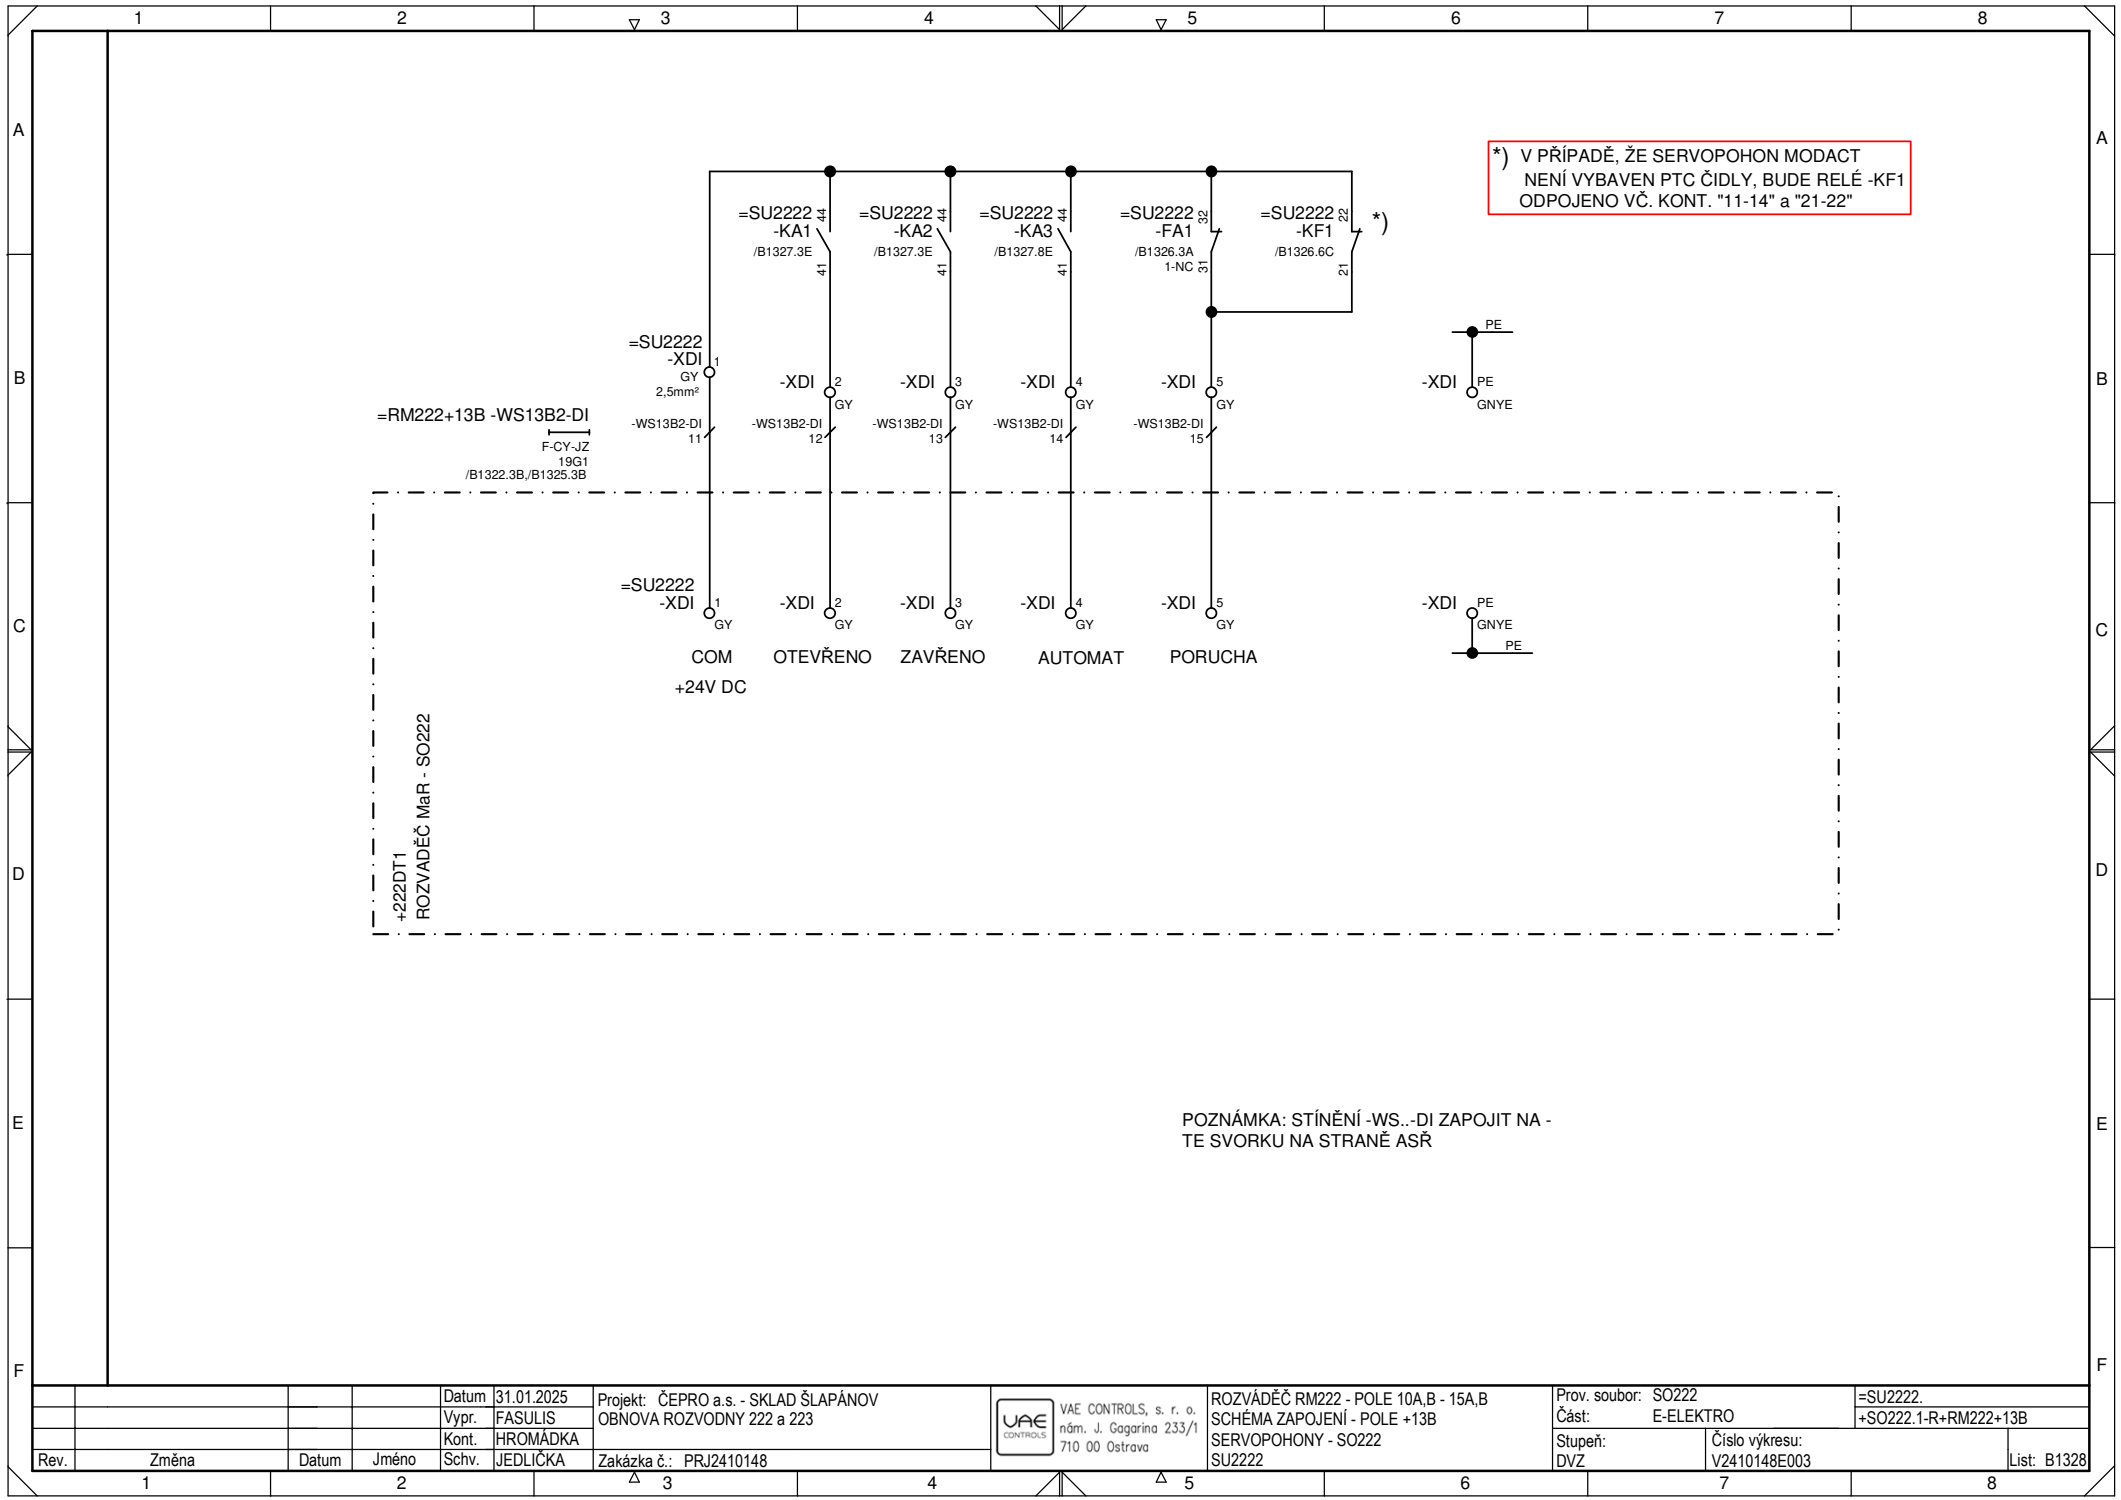 1 2 3 4 5 6 7 8
A A
*) V PŘÍPADĚ, ŽE SERVOPOHON MODACT
NENÍ VYBAVEN PTC ČIDLY, BUDE RELÉ -KF1
ODPOJENO VČ. KONT. "11-14" a "21-22"
=SU2222 44 =SU2222 44 =SU2222 44 =SU2222 32 =SU2222 22 *)
-KA1 -KA2 -KA3 -FA1 -KF1
/B1327.3E /B1327.3E /B1327.8E /B1326.3A /B1326.6C
41 41 41 1-NC 31 21
PE
=SU2222
-XDI 1
GY
2,5mm²
B B
-XDI 2 -XDI 3 -XDI 4 -XDI 5 -XDI PE
GY GY GY GY GNYE
=RM222+13B -WS13B2-DI
F-CY-JZ
19G1
/B1322.3B,/B1325.3B
-WS13B2-DI -WS13B2-DI -WS13B2-DI -WS13B2-DI -WS13B2-DI
11 12 13 14 15
=SU2222
-XDI 1 -XDI 2 -XDI 3 -XDI 4 -XDI 5 -XDI PE
GY GY GY GY GY GNYE
C C
PE
COM OTEVŘENO ZAVŘENO AUTOMAT PORUCHA
+24V DC
+222DT1
ROZVADĚČ MaR - SO222
D D
E E
POZNÁMKA: STÍNĚNÍ -WS..-DI ZAPOJIT NA -
TE SVORKU NA STRANĚ ASŘ
F F
Datum 31.01.2025
Vypr. FASULIS
Kont. HROMÁDKA
Rev. Změna Datum Jméno Schv. JEDLIČKA
Projekt: ČEPRO a.s. - SKLAD ŠLAPÁNOV
OBNOVA ROZVODNY 222 a 223
Zakázka č.: PRJ2410148
VAE
CONTROLS
VAE CONTROLS, s. r. o.
nám. J. Gagarina 233/1
710 00 Ostrava
ROZVÁDĚČ RM222 - POLE 10A,B - 15A,B
SCHÉMA ZAPOJENÍ - POLE +13B
SERVOPOHONY - SO222
SU2222
Prov. soubor: SO222
Část: E-ELEKTRO
Stupeň:
DVZ
=SU2222.
+SO222.1-R+RM222+13B
Číslo výkresu:
V2410148E003
List: B1328
1 2 3 4 5 6 7 8